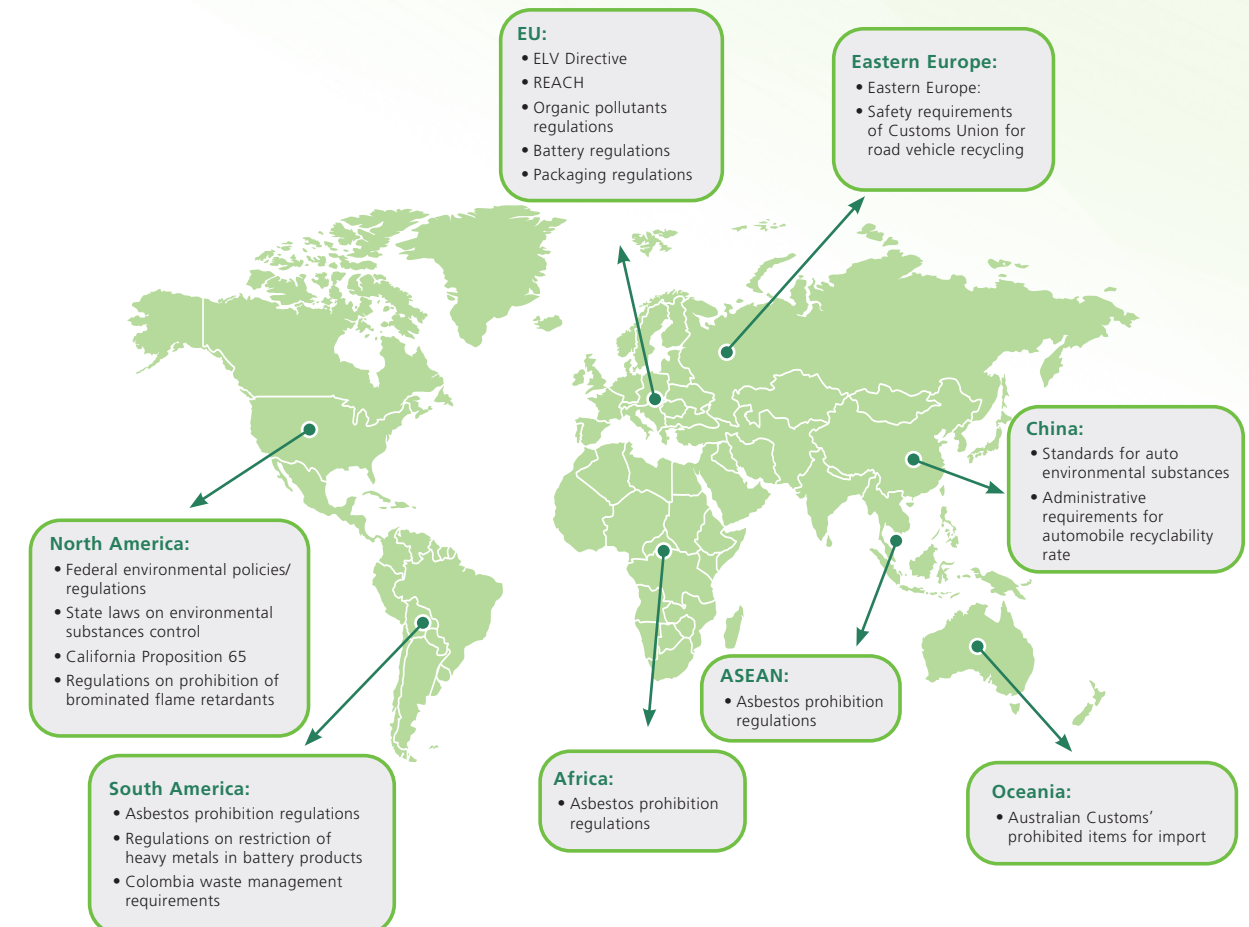 EU:
• ELV Directive
• REACH
• Organic pollutants
regulations
• Battery regulations
• Packaging regulations
Eastern Europe:
• Eastern Europe:
• Safety requirements
of Customs Union for
road vehicle recycling
China:
• Standards for auto
environmental substances
• Administrative
requirements for
automobile recyclability
rate
North America:
• Federal environmental policies/
regulations
• State laws on environmental
substances control
• California Proposition 65
• Regulations on prohibition of
brominated flame retardants
ASEAN:
• Asbestos prohibition
regulations
South America:
• Asbestos prohibition regulations
• Regulations on restriction of
heavy metals in battery products
• Colombia waste management
requirements
Africa:
• Asbestos prohibition
regulations
Oceania:
• Australian Customs’
prohibited items for import